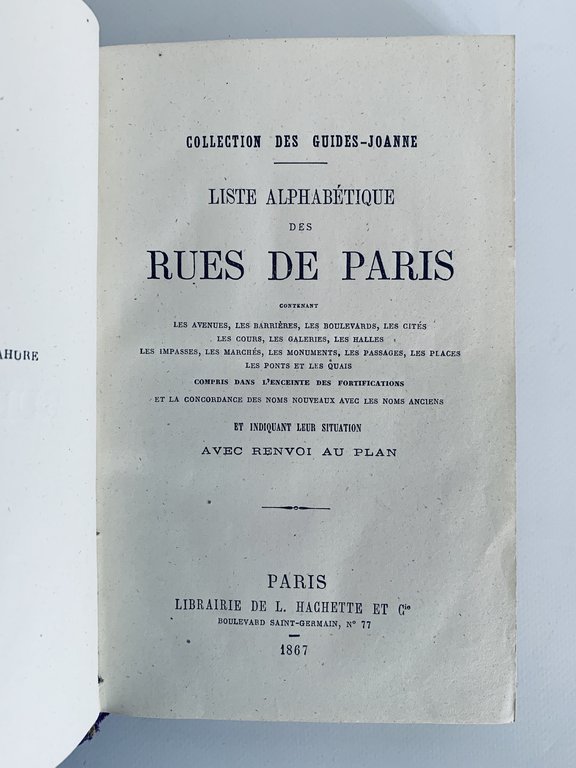 AHURE
COLLECTION DES GUIDES-JOANNE
LISTE ALPHABÉTIQUE
DES
RUES DE PARIS
CONTENANT
LES AVENUES, LES BARRIÈRES, LES BOULEVARDS, LES CITÉS
LES COURS, LES GALERIES, LES HALLES
LES IMPASSES, LES MARCHÉS, LES MONUMENTS, LES PASSAGES, LES PLACES
LES PONTS ET LES QUAIS
COMPRIS DANS L'ENCEINTE DES FORTIFICATIONS
ET LA CONCORDANCE DES NOMS NOUVEAUX AVEC LES NOMS ANCIENS
ET INDIQUANT LEUR SITUATION
AVEC RENVOI AU PLAN
PARIS
LIBRAIRIE DE L. HACHETTE ET Cie
BOULEVARD SAINT-GERMAIN, N° 77
1867